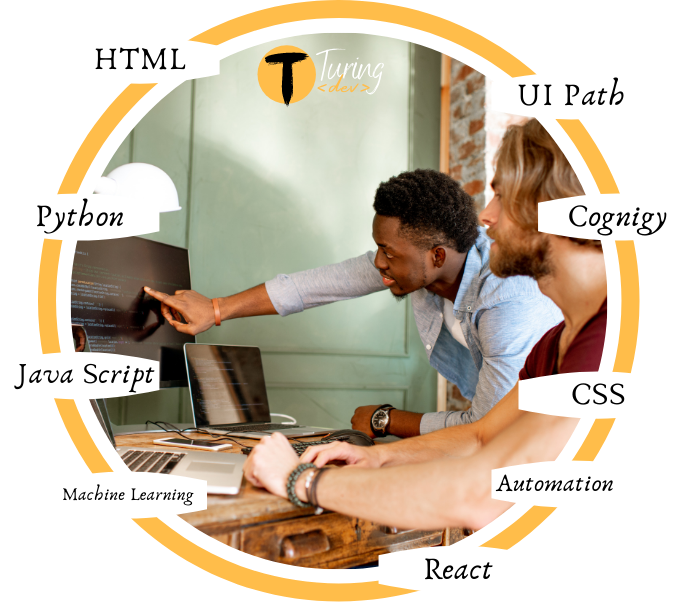 HTML
T
Turing
<dev>
UI Path
Python
Cognigy
Java Script
CSS
Machine Learning
Automation
React